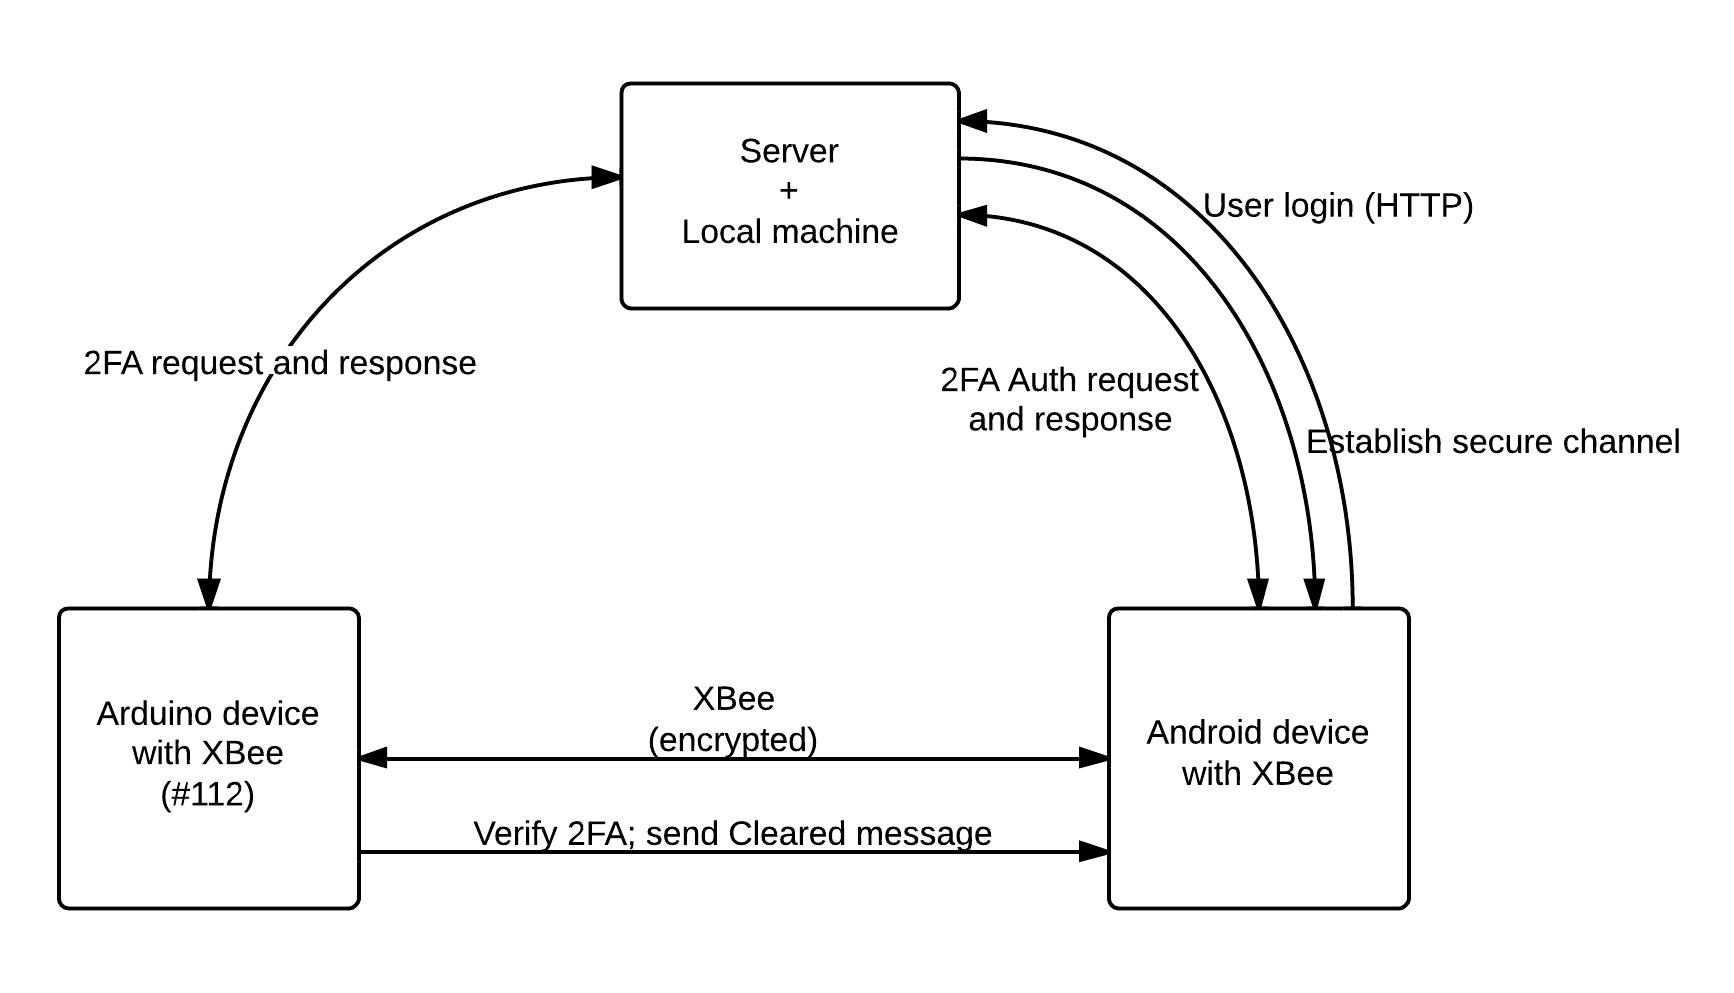 Server
+
Local machine
User login (HTTP)
2FA request and response
2FA Auth request
and response
Establish secure channel
XBee
(encrypted)
Arduino device
with XBee
(#112)
Android device
with XBee
Verify 2FA; send Cleared message